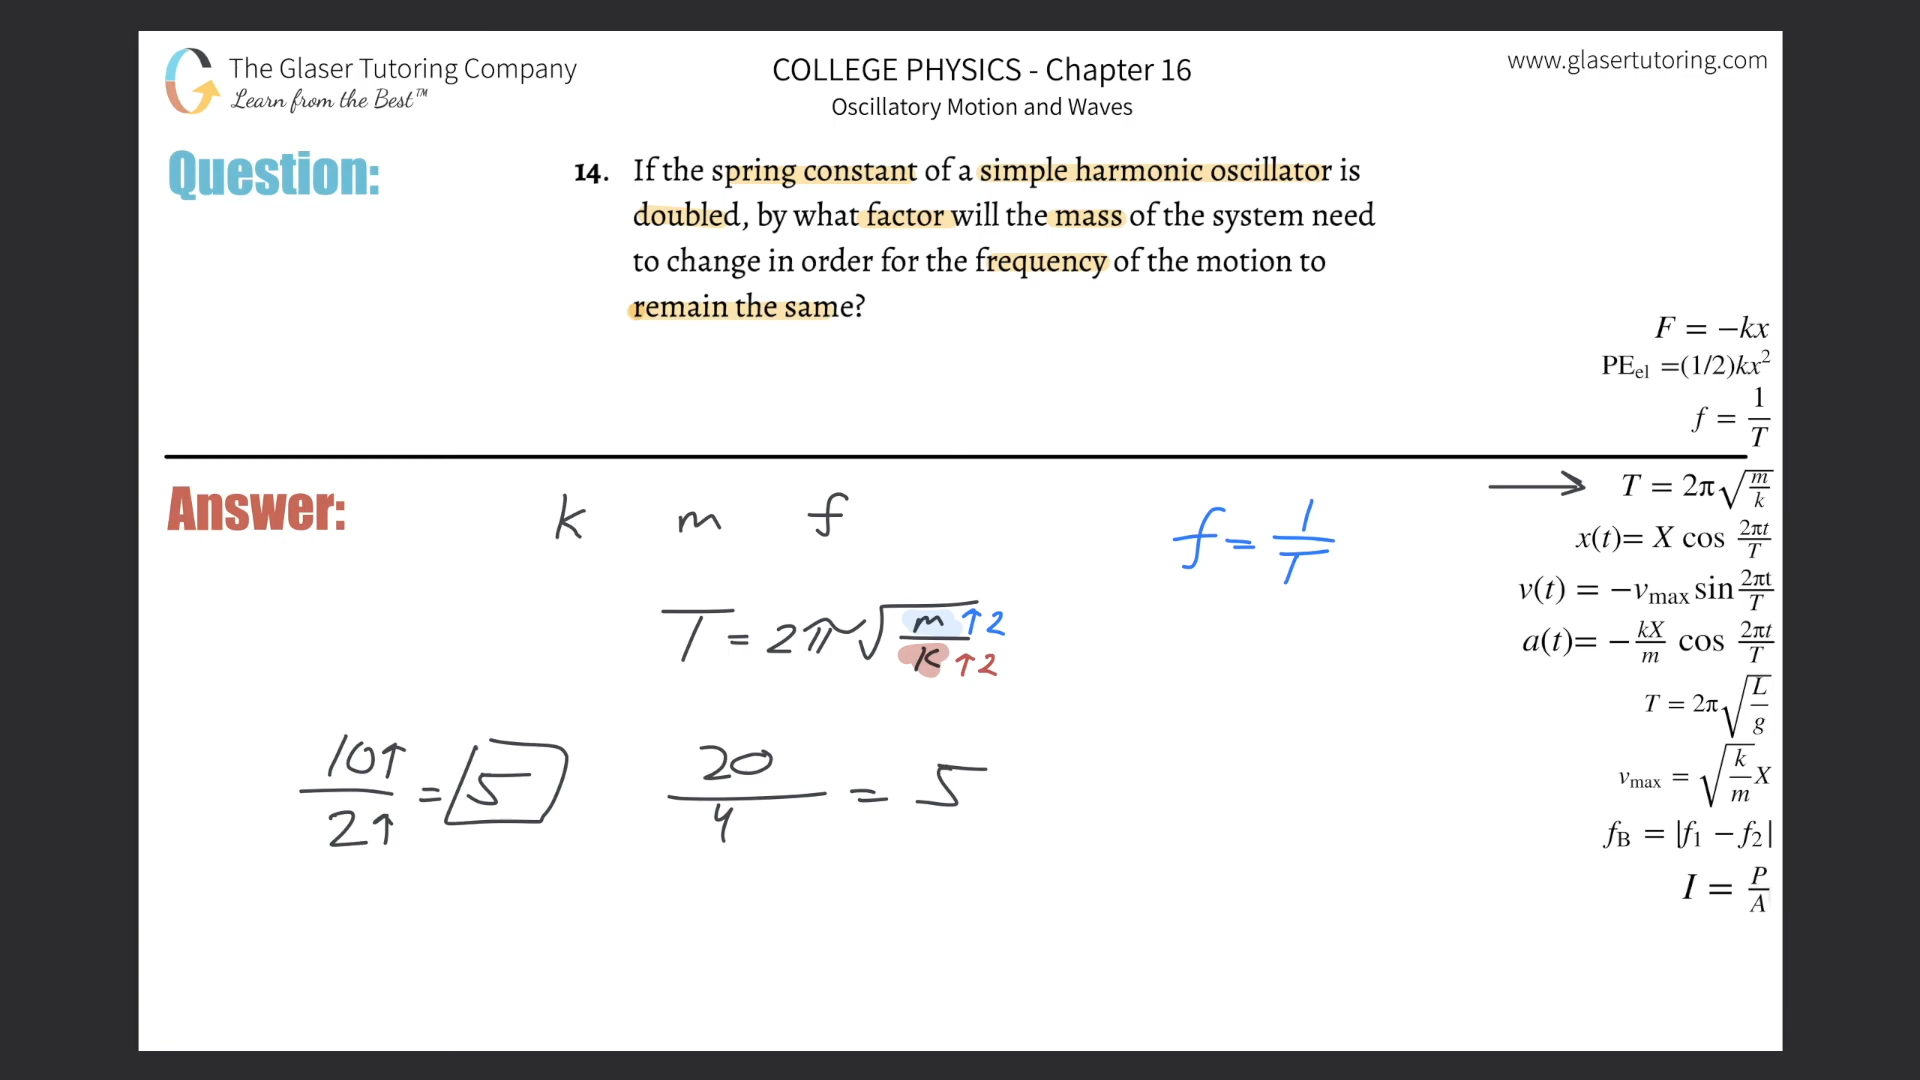 The Glaser Tutoring Company
Learn from the Best™
COLLEGE PHYSICS - Chapter 16
Oscillatory Motion and Waves
www.glasertutoring.com
Question:
14. If the spring constant of a simple harmonic oscillator is
doubled, by what factor will the mass of the system need
to change in order for the frequency of the motion to
remain the same?
F = −kx
PEel =(1/2)kx²
f = 1/T
Answer:
k m f
f = 1/T
T = 2π√(m/k)
T = 2π√(m↑2/k↑2)
x(t)= X cos 2πt/T
v(t) = −vmax sin 2πt/T
a(t)= −kX/m cos 2πt/T
T = 2π√(L/g)
vmax = √(k/m)X
fB = |f1 − f2|
I = P/A
10↑/2↑ = 5
20/4 = 5